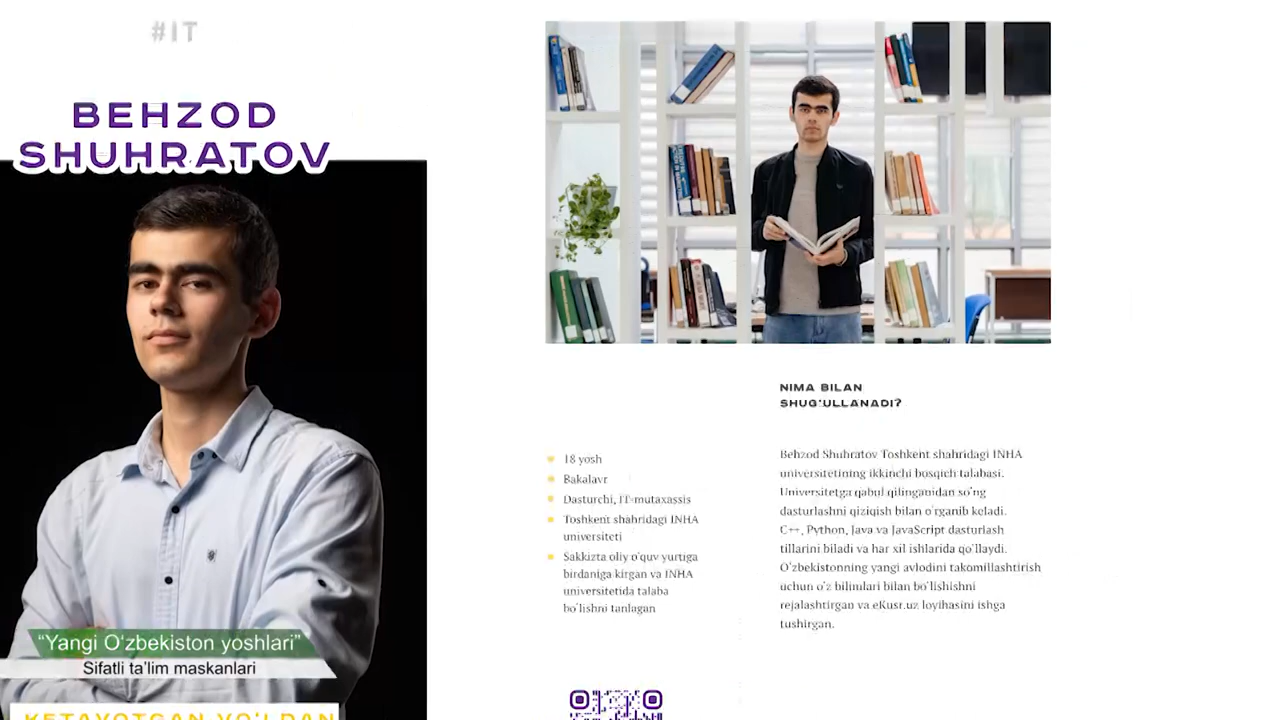 #IT
BEHZOD
SHUHRATOV
"Yangi O'zbekiston yoshlari"
Sifatli ta'lim maskanlari
KETAYOTGAN YO'LDAN
18 yosh
Bakalavr
Dasturchi, IT-mutaxassis
Toshkent shahridagi INHA
universiteti
Sakkizta oliy o'quv yurtiga
birdaniga kirgan va INHA
universitetida talaba
bo'lishni tanlagan
NIMA BILAN
SHUG'ULLANADI?
Behzod Shuhratov Toshkent shahridagi INHA
universitetining ikkinchi bosqich talabasi.
Universitetga qabul qilinganidan so'ng
dasturlashni qiziqish bilan o'rganib keladi.
C++, Python, Java va JavaScript dasturlash
tillarini biladi va har xil ishlarida qo'llaydi.
O'zbekistonning yangi avlodini takomillashtirish
uchun o'z bilimlari bilan bo'lishishni
rejalashtirgan va eKusr.uz loyihasini ishga
tushirgan.